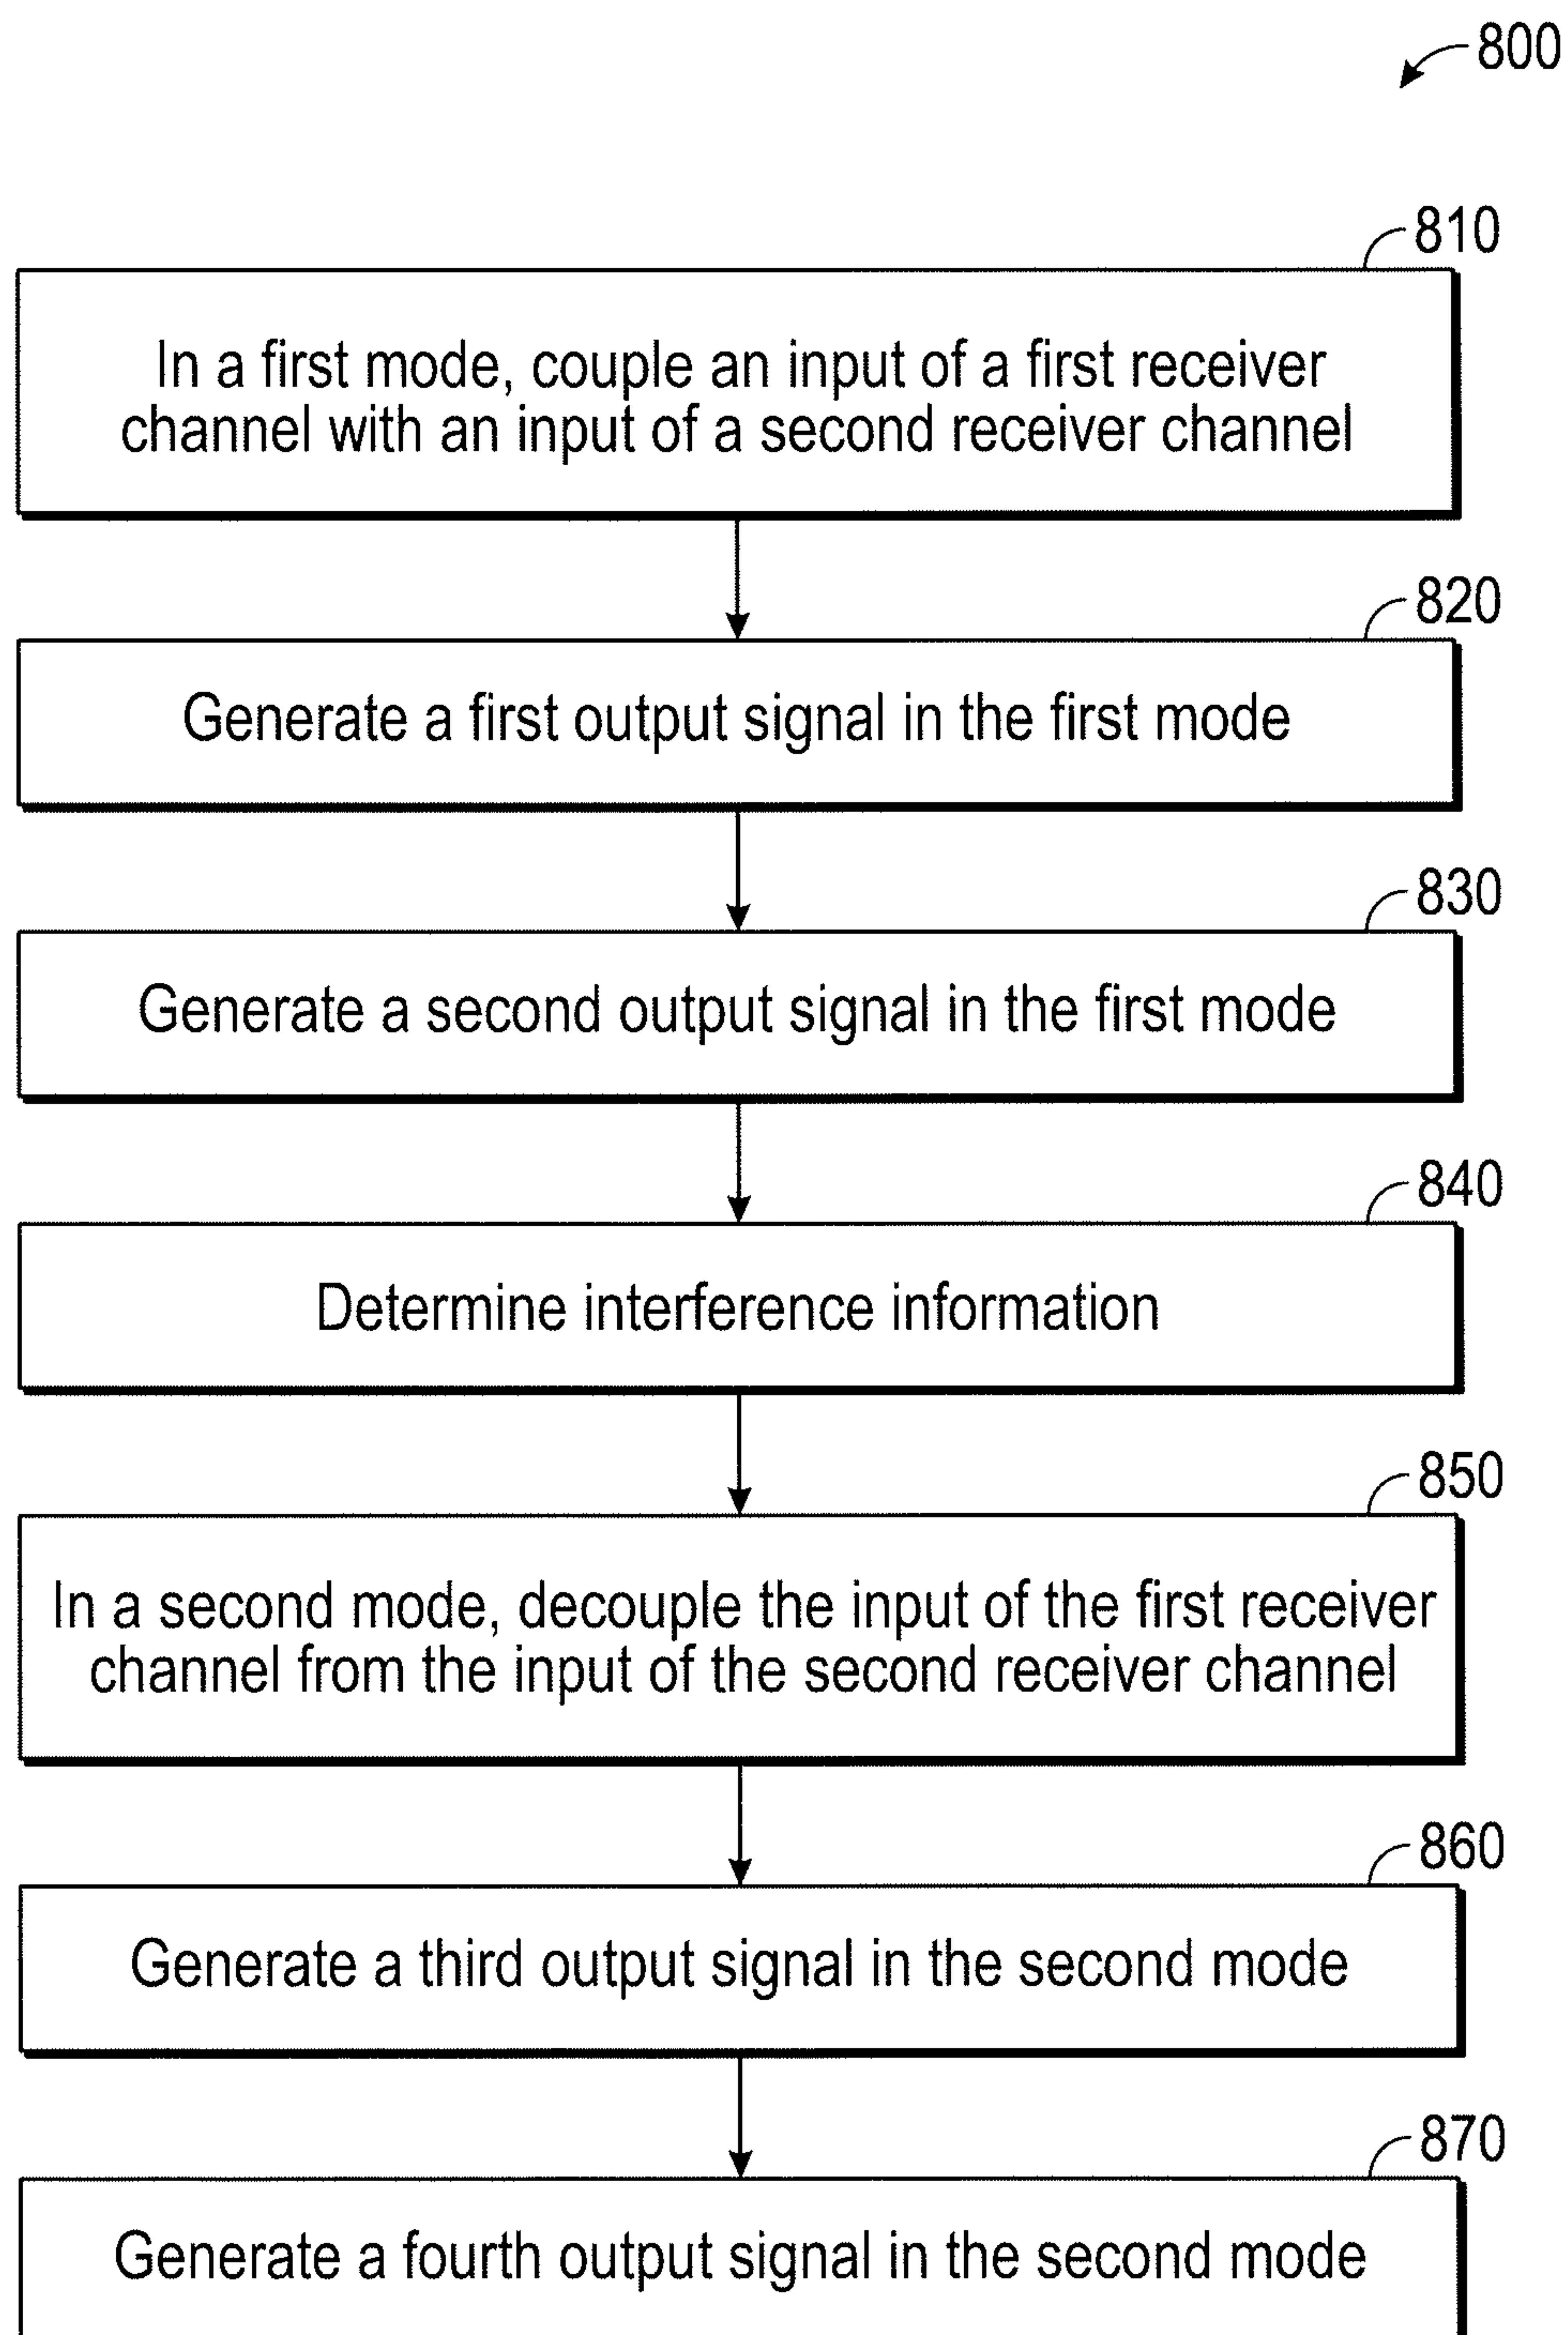 800
810
In a first mode, couple an input of a first receiver
channel with an input of a second receiver channel
820
Generate a first output signal in the first mode
830
Generate a second output signal in the first mode
840
Determine interference information
850
In a second mode, decouple the input of the first receiver
channel from the input of the second receiver channel
860
Generate a third output signal in the second mode
870
Generate a fourth output signal in the second mode